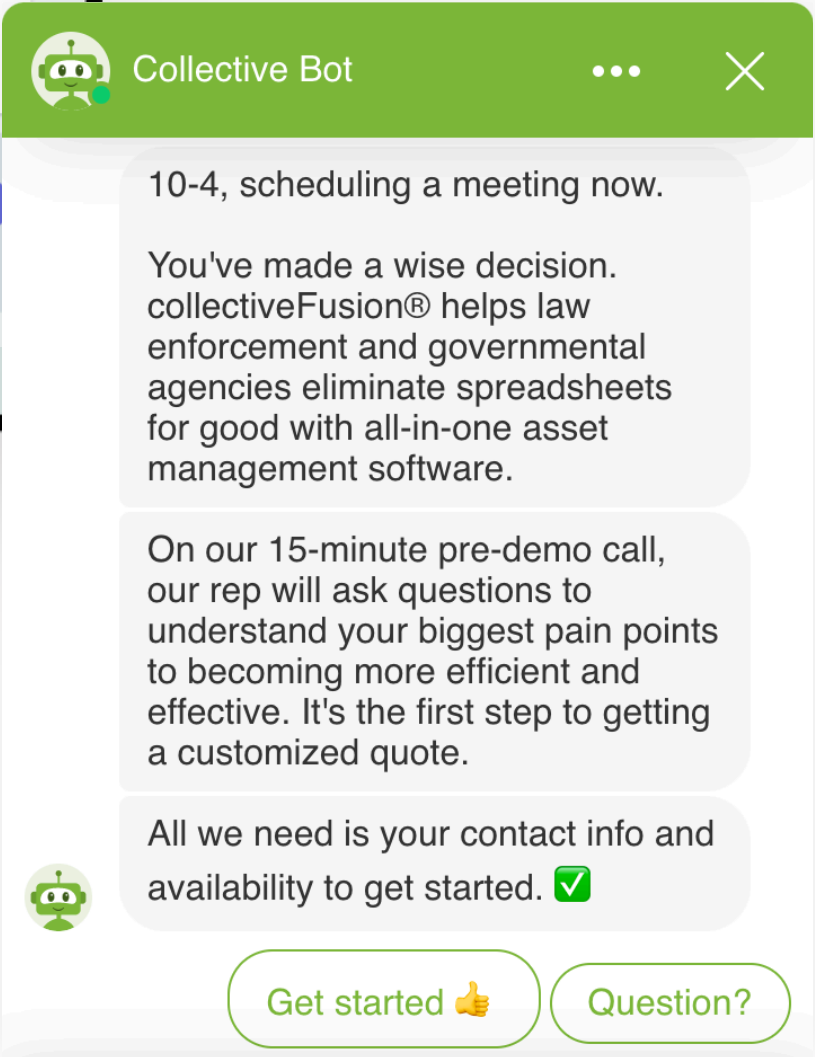 Collective Bot
10-4, scheduling a meeting now.
You've made a wise decision.
collectiveFusion® helps law
enforcement and governmental
agencies eliminate spreadsheets
for good with all-in-one asset
management software.
On our 15-minute pre-demo call,
our rep will ask questions to
understand your biggest pain points
to becoming more efficient and
effective. It's the first step to getting
a customized quote.
All we need is your contact info and
availability to get started. ✅
Get started 👍
Question?